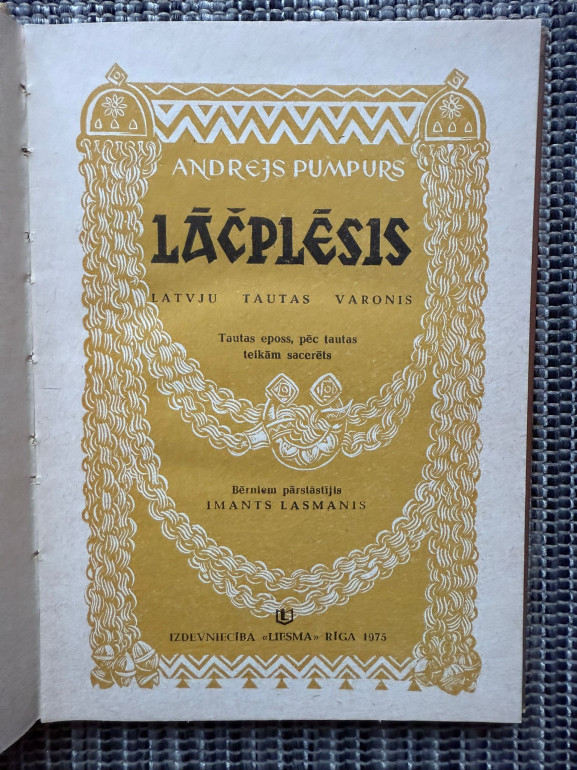 ANDREJS PUMPURS
LĀČPLĒSIS
LATVJU TAUTAS VARONIS
Tautas eposs, pēc tautas
teikām sacerēts
Bērniem pārstāstījis
IMANTS LASMANIS
L
IZDEVNIECĪBA «LIESMA» RĪGA 1975